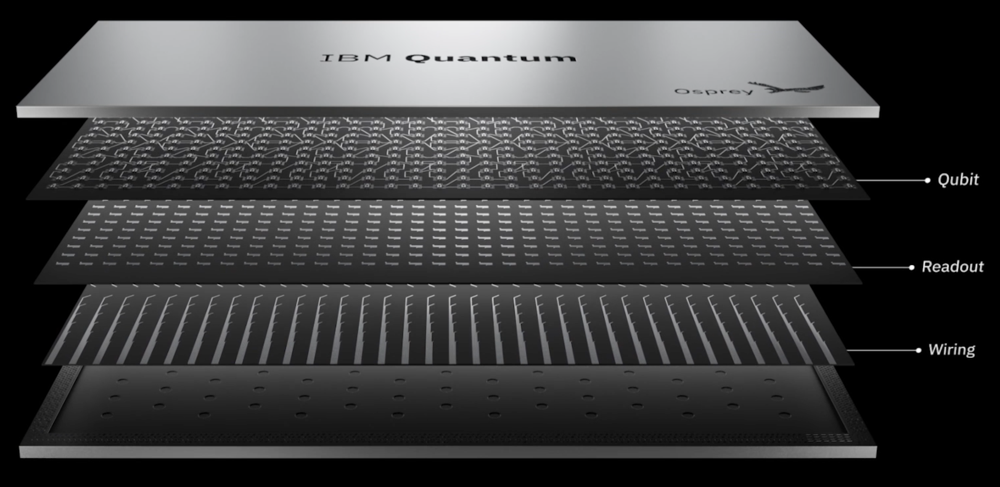 IBM Quantum
Osprey
Qubit
Readout
Wiring